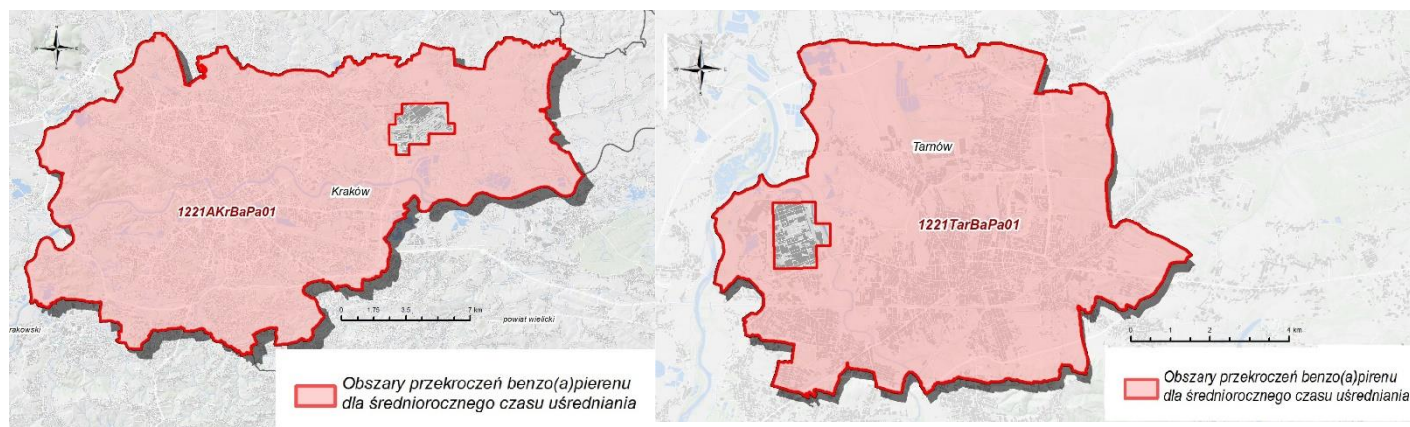 Kraków
1221AKrBaPa01
0 1,75 3,5 7 km
rakowski
powiat wielicki
Obszary przekroczeń benzo(a)pierenu
dla średniorocznego czasu uśredniania
Tarnów
1221TarBaPa01
0 1 2 4 km
Obszary przekroczeń benzo(a)pirenu
dla średniorocznego czasu uśredniania